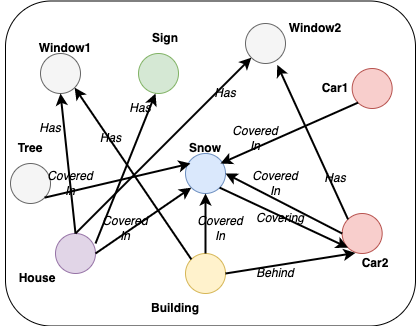 Window2
Sign
Window1
Car1
Has
Has
Has
Covered
In
Has
Tree
Snow
Covered
In
Covered
In
Has
Covered
In
Covered
In
Covering
House
Behind
Car2
Building